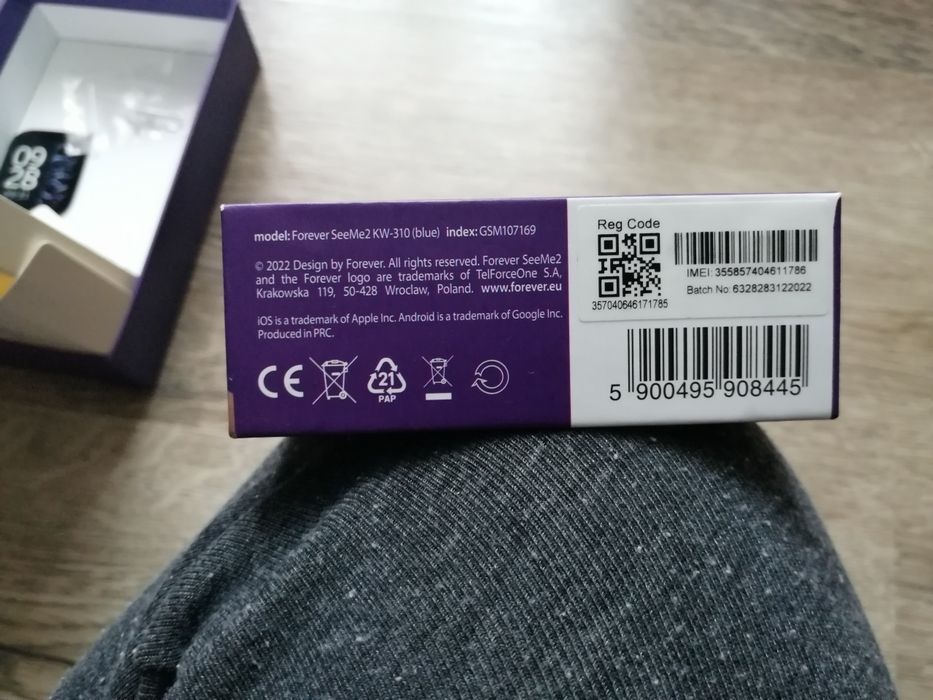 09
28
model: Forever SeeMe2 KW-310 (blue) index: GSM107169
© 2022 Design by Forever. All rights reserved. Forever SeeMe2
and the Forever logo are trademarks of TelForceOne S.A,
Krakowska 119, 50-428 Wroclaw, Poland. www.forever.eu
iOS is a trademark of Apple Inc. Android is a trademark of Google Inc.
Produced in PRC.
CE
21
PAP
Reg Code
357040646171785
IMEI: 355857404611786
Batch No: 6328283122022
5 900495 908445